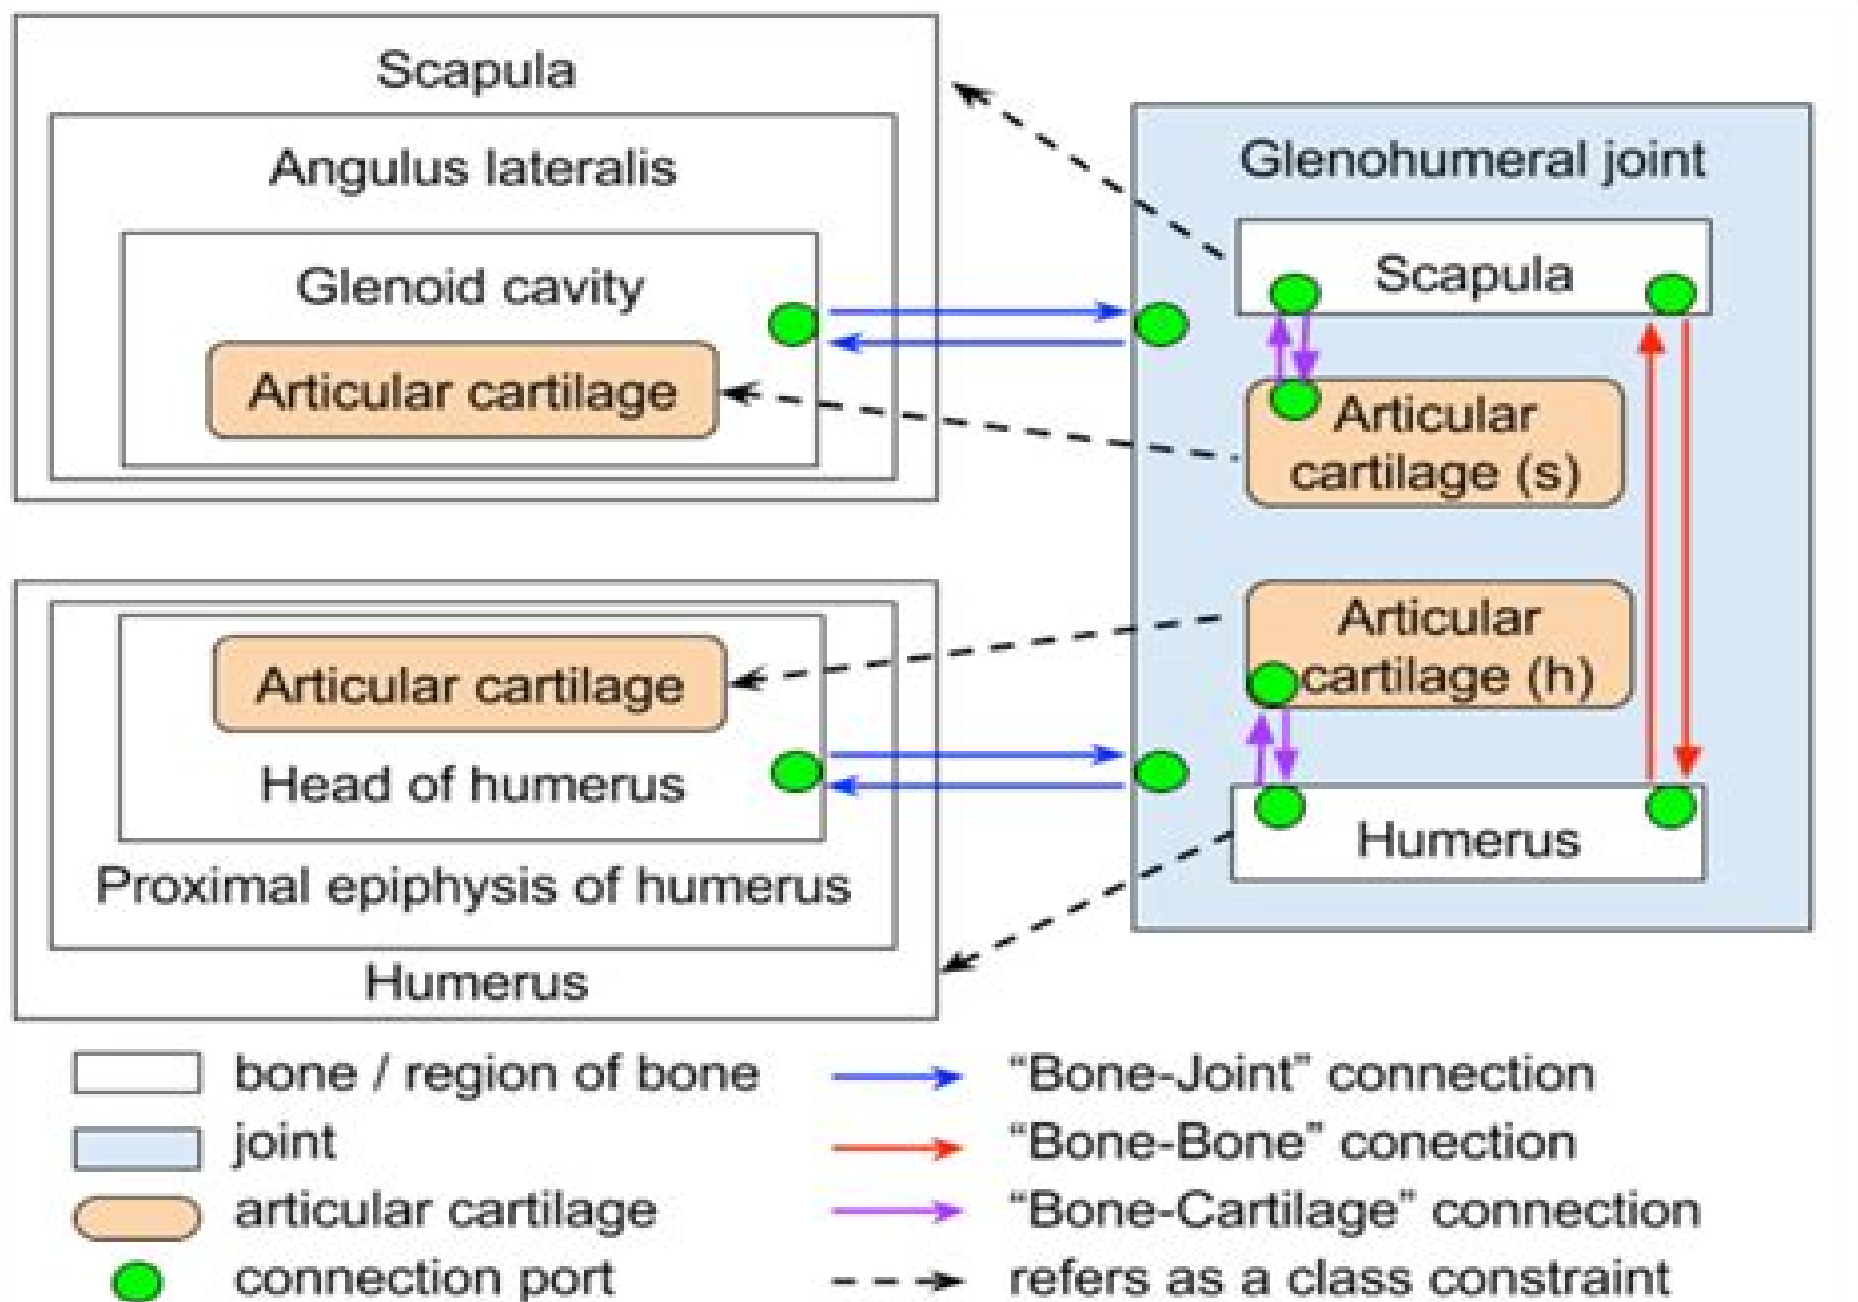 Scapula
Angulus lateralis
Glenoid cavity
Articular cartilage
Articular cartilage
Head of humerus
Proximal epiphysis of humerus
Humerus
Glenohumeral joint
Scapula
Articular
cartilage (s)
Articular
cartilage (h)
Humerus
bone / region of bone
joint
articular cartilage
connection port
“Bone-Joint” connection
“Bone-Bone” conection
“Bone-Cartilage” connection
refers as a class constraint